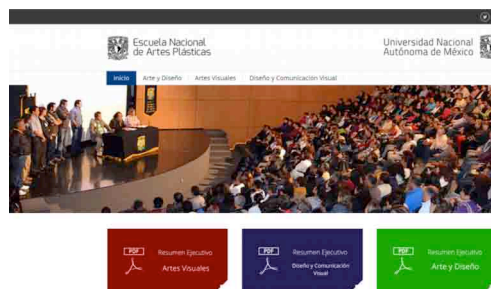 Escuela Nacional
de Artes Plásticas
Universidad Nacional
Autónoma de México
Inicio
Arte y Diseño
Artes Visuales
Diseño y Comunicación Visual
PDF
Resumen Ejecutivo
Artes Visuales
PDF
Resumen Ejecutivo
Diseño y Comunicación
Visual
PDF
Resumen Ejecutivo
Arte y Diseño